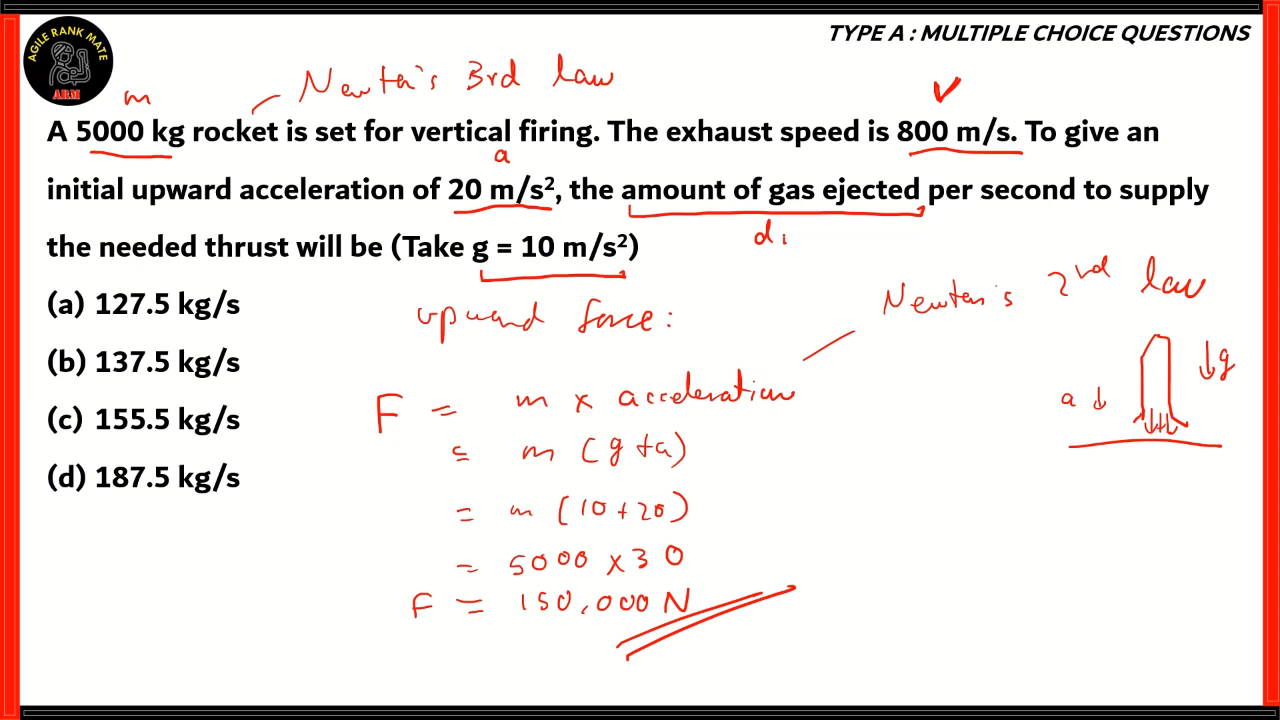 AGILE RANK MATE
ARM
TYPE A : MULTIPLE CHOICE QUESTIONS
Newton's 3rd law
m
A 5000 kg rocket is set for vertical firing. The exhaust speed is 800 m/s. To give an
a
initial upward acceleration of 20 m/s², the amount of gas ejected per second to supply
the needed thrust will be (Take g = 10 m/s²)
(a) 127.5 kg/s
(b) 137.5 kg/s
(c) 155.5 kg/s
(d) 187.5 kg/s
upward force:
Newton's 2nd law
F = m x acceleration
= m (g+a)
= m (10+20)
= 5000 x 30
F = 150,000 N
g
a